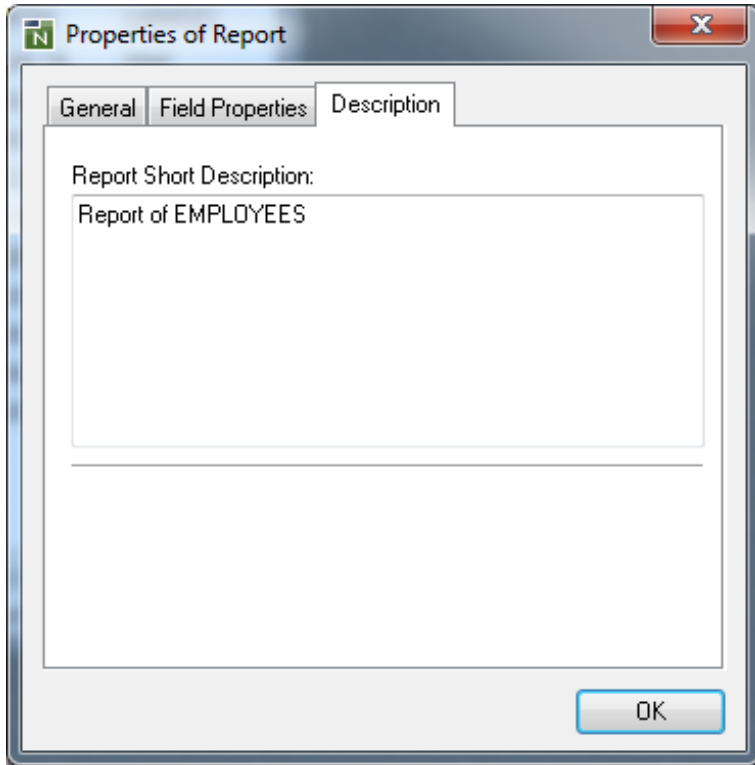 Properties of Report
General Field Properties Description
Report Short Description:
Report of EMPLOYEES
OK